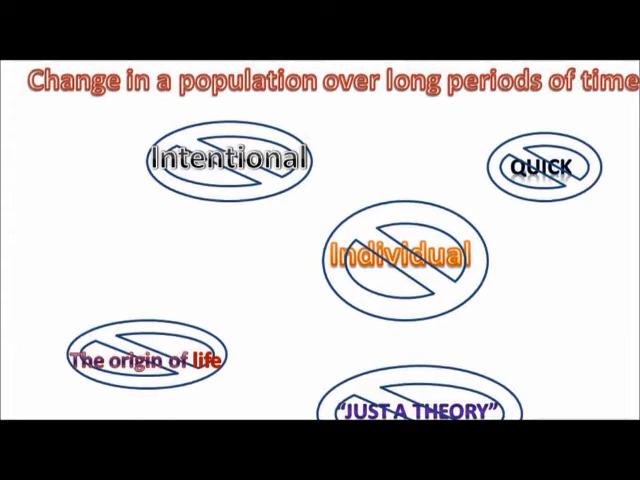 Change in a population over long periods of time
Intentional
QUICK
Individual
The origin of life
“JUST A THEORY”